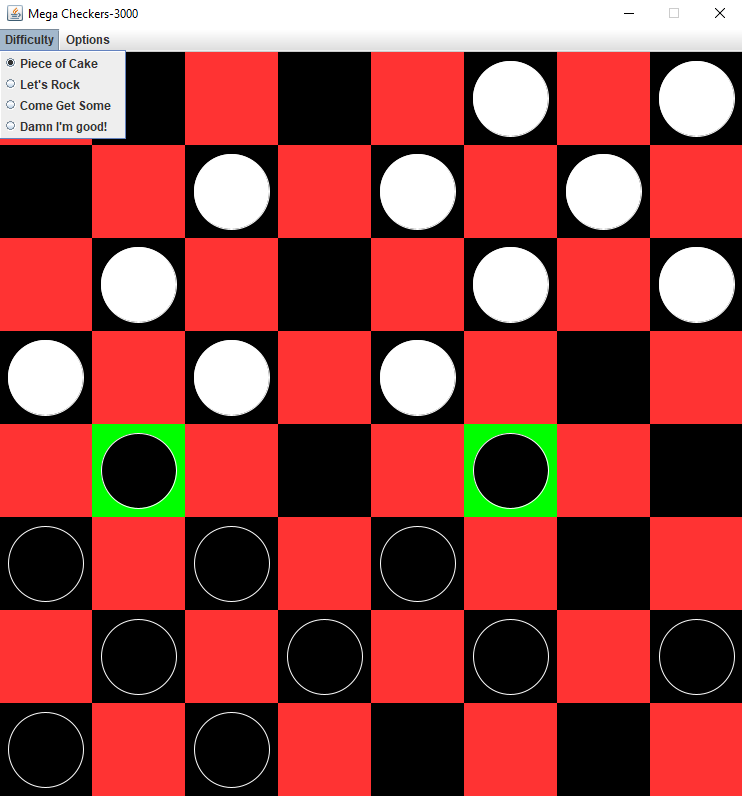 Mega Checkers-3000
Difficulty Options
Piece of Cake
Let's Rock
Come Get Some
Damn I'm good!